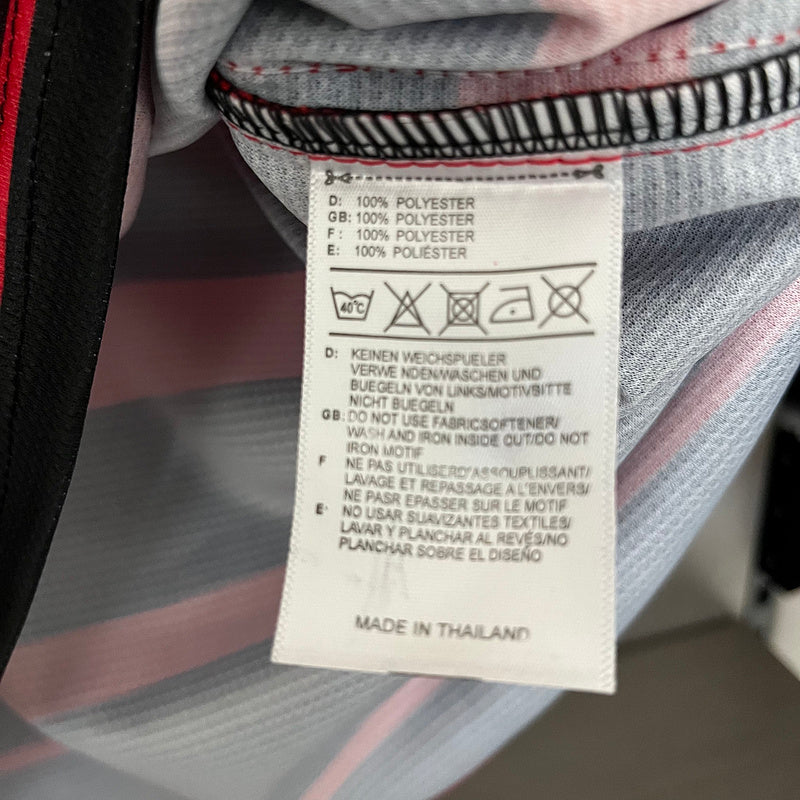 D: 100% POLYESTER
GB: 100% POLYESTER
F: 100% POLYESTER
E: 100% POLIÉSTER
40°C
D: KEINEN WEICHSPUELER
VERWE NDEN/WASCHEN UND
BUEGELN VON LINKS/MOTIVBITTE
NICHT BUEGELN
GB: DO NOT USE FABRICSOFTENER/
WASH AND IRON INSIDE OUT/DO NOT
IRON MOTIF
F NE PAS UTILISERD'ASSOUPLISSANT/
LAVAGE ET REPASSAGE A L'ENVERS/
NE PASR EPASSER SUR LE MOTIF
E: NO USAR SUAVIZANTES TEXTILES/
LAVAR Y PLANCHAR AL REVÉS/NO
PLANCHAR SOBRE EL DISEÑO
MADE IN THAILAND